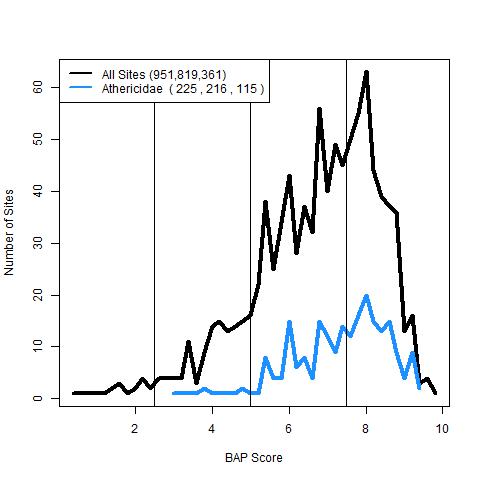 All Sites (951,819,361)
Athericidae ( 225 , 216 , 115 )
Number of Sites
60
50
40
30
20
10
0
2 4 6 8 10
BAP Score